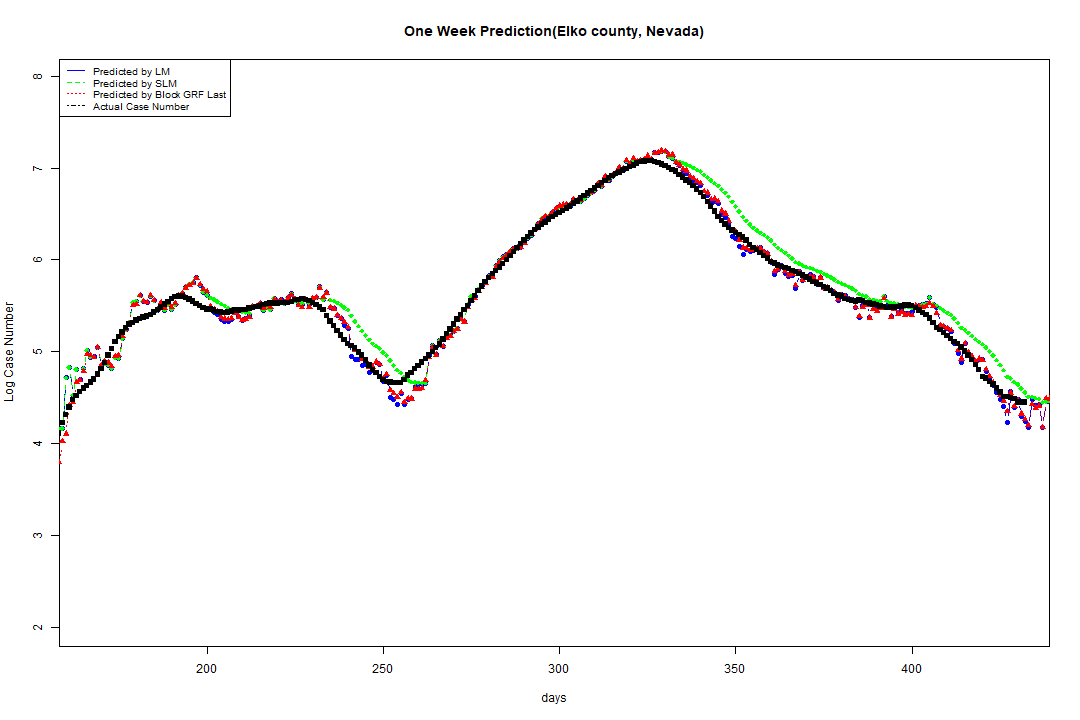 One Week Prediction(Elko county, Nevada)
Predicted by LM
Predicted by SLM
Predicted by Block GRF Last
Actual Case Number
8
7
6
5
4
3
2
Log Case Number
200 250 300 350 400
days